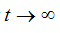 t → ∞